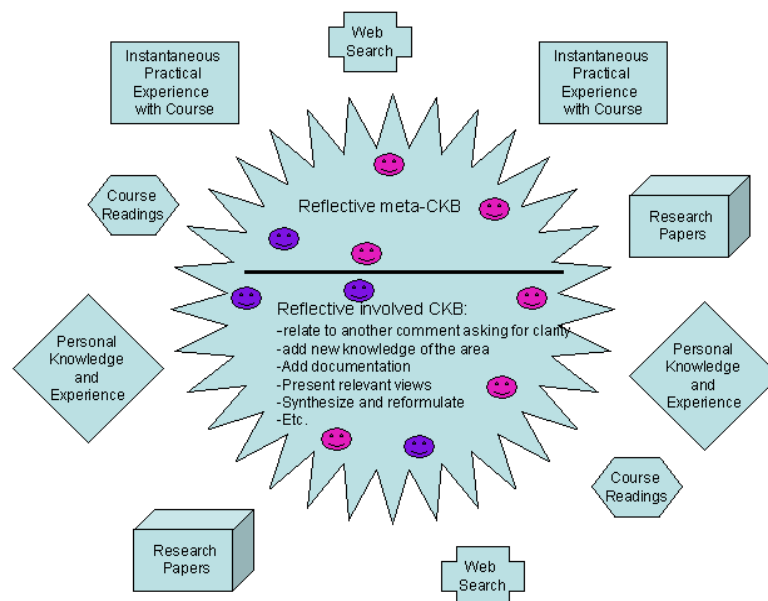 Web
Search
Instantaneous
Practical
Experience
with Course
Instantaneous
Practical
Experience
with Course
Course
Readings
Reflective meta-CKB
Research
Papers
Reflective involved CKB:
-relate to another comment asking for clarity
-add new knowledge of the area
-Add documentation
-Present relevant views
-Synthesize and reformulate
-Etc.
Personal
Knowledge
and
Experience
Personal
Knowledge
and
Experience
Course
Readings
Research
Papers
Web
Search